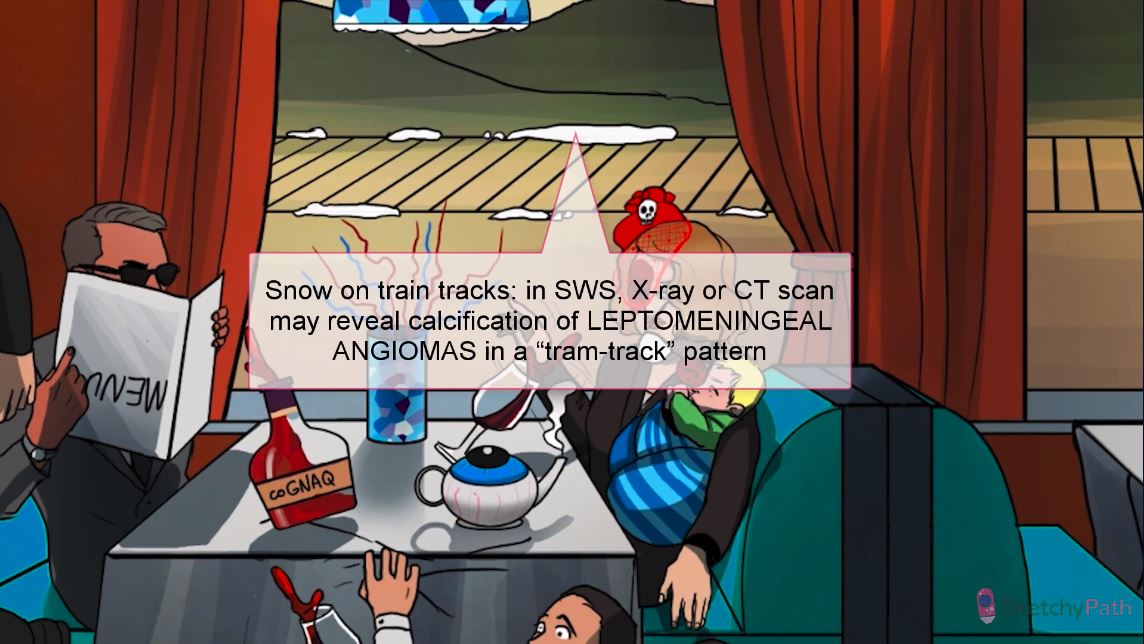 Snow on train tracks: in SWS, X-ray or CT scan
may reveal calcification of LEPTOMENINGEAL
ANGIOMAS in a “tram-track” pattern
MENU
coGNAQ
SketchyPath